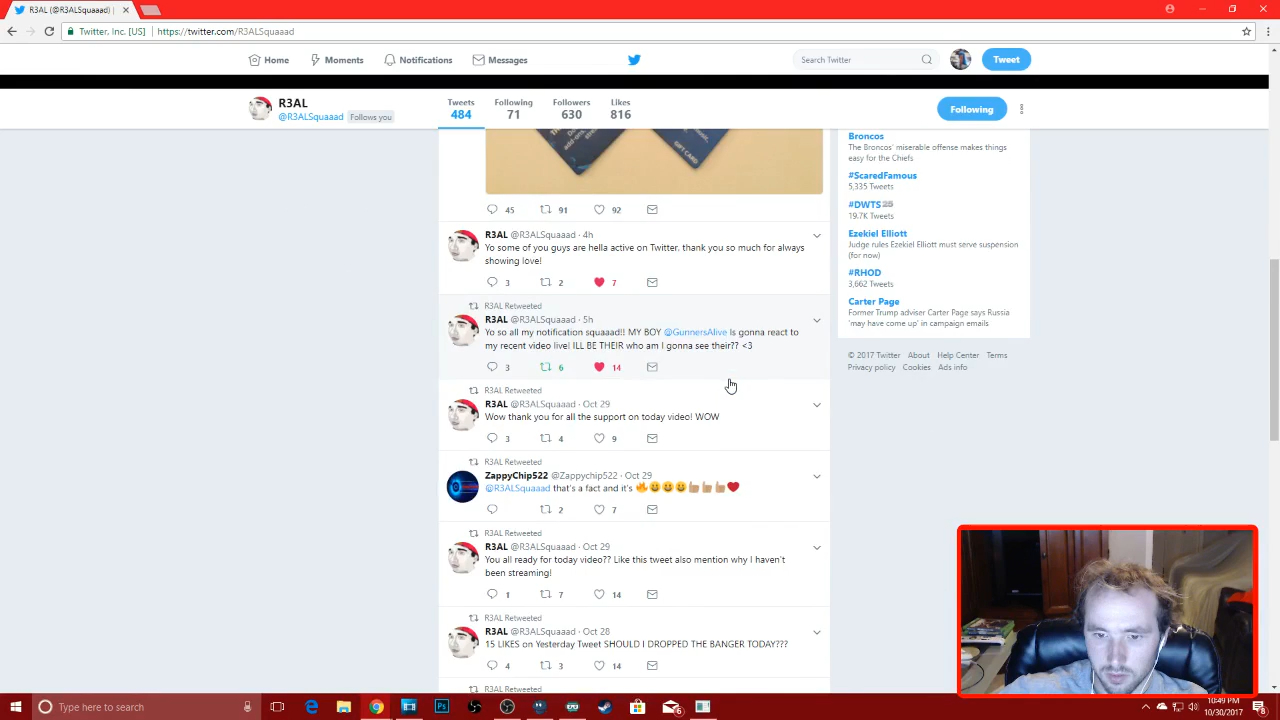 R3AL (@R3ALSquaaad) |
Twitter, Inc. [US]
https://twitter.com/R3ALSquaaad
Home
Moments
Notifications
Messages
Search Twitter
Tweet
R3AL
@R3ALSquaaad
Follows you
Tweets
484
Following
71
Followers
630
Likes
816
Following
GIFT CARD
45
91
92
R3AL @R3ALSquaaad · 4h
Yo some of you guys are hella active on Twitter. thank you so much for always
showing love!
3
2
7
R3AL Retweeted
R3AL @R3ALSquaaad · 5h
Yo so all my notification squaaad!! MY BOY @GunnersAlive Is gonna react to
my recent video live! ILL BE THEIR who am I gonna see their?? <3
3
6
14
R3AL Retweeted
R3AL @R3ALSquaaad · Oct 29
Wow thank you for all the support on today video! WOW
3
4
9
R3AL Retweeted
ZappyChip522 @Zappychip522 · Oct 29
@R3ALSquaaad that's a fact and it's 🔥😀😀😀👍🏽👍🏽👍🏽❤️
2
7
R3AL Retweeted
R3AL @R3ALSquaaad · Oct 29
You all ready for today video?? Like this tweet also mention why I haven't
been streaming!
1
7
14
R3AL Retweeted
R3AL @R3ALSquaaad · Oct 28
15 LIKES on Yesterday Tweet SHOULD I DROPPED THE BANGER TODAY???
4
3
14
R3AL Retweeted
Broncos
The Broncos' miserable offense makes things
easy for the Chiefs
#ScaredFamous
5,335 Tweets
#DWTS
19.7K Tweets
Ezekiel Elliott
Judge rules Ezekiel Elliott must serve suspension
(for now)
#RHOD
3,662 Tweets
Carter Page
Former Trump adviser Carter Page says Russia
'may have come up' in campaign emails
© 2017 Twitter About Help Center Terms
Privacy policy Cookies Ads info
Type here to search
10:49 PM
10/30/2017